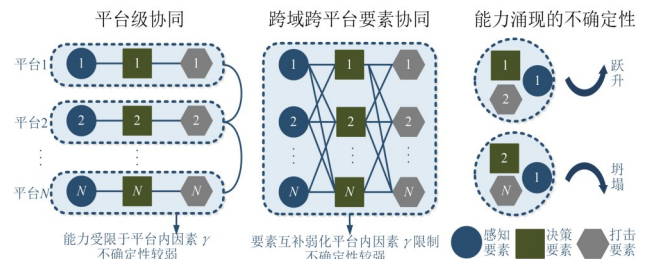 平台级协同
跨域跨平台要素协同
能力涌现的不确定性
平台1
1 1 1
平台2
2 2 2
平台N
N N N
能力受限于平台内因素 γ
不确定性较弱
1 1 1
2 2 2
N N N
要素互补弱化平台内因素 γ 限制
不确定性较强
1
2
1
跃
升
2
N
1
坍
塌
感知
要素
决策
要素
打击
要素